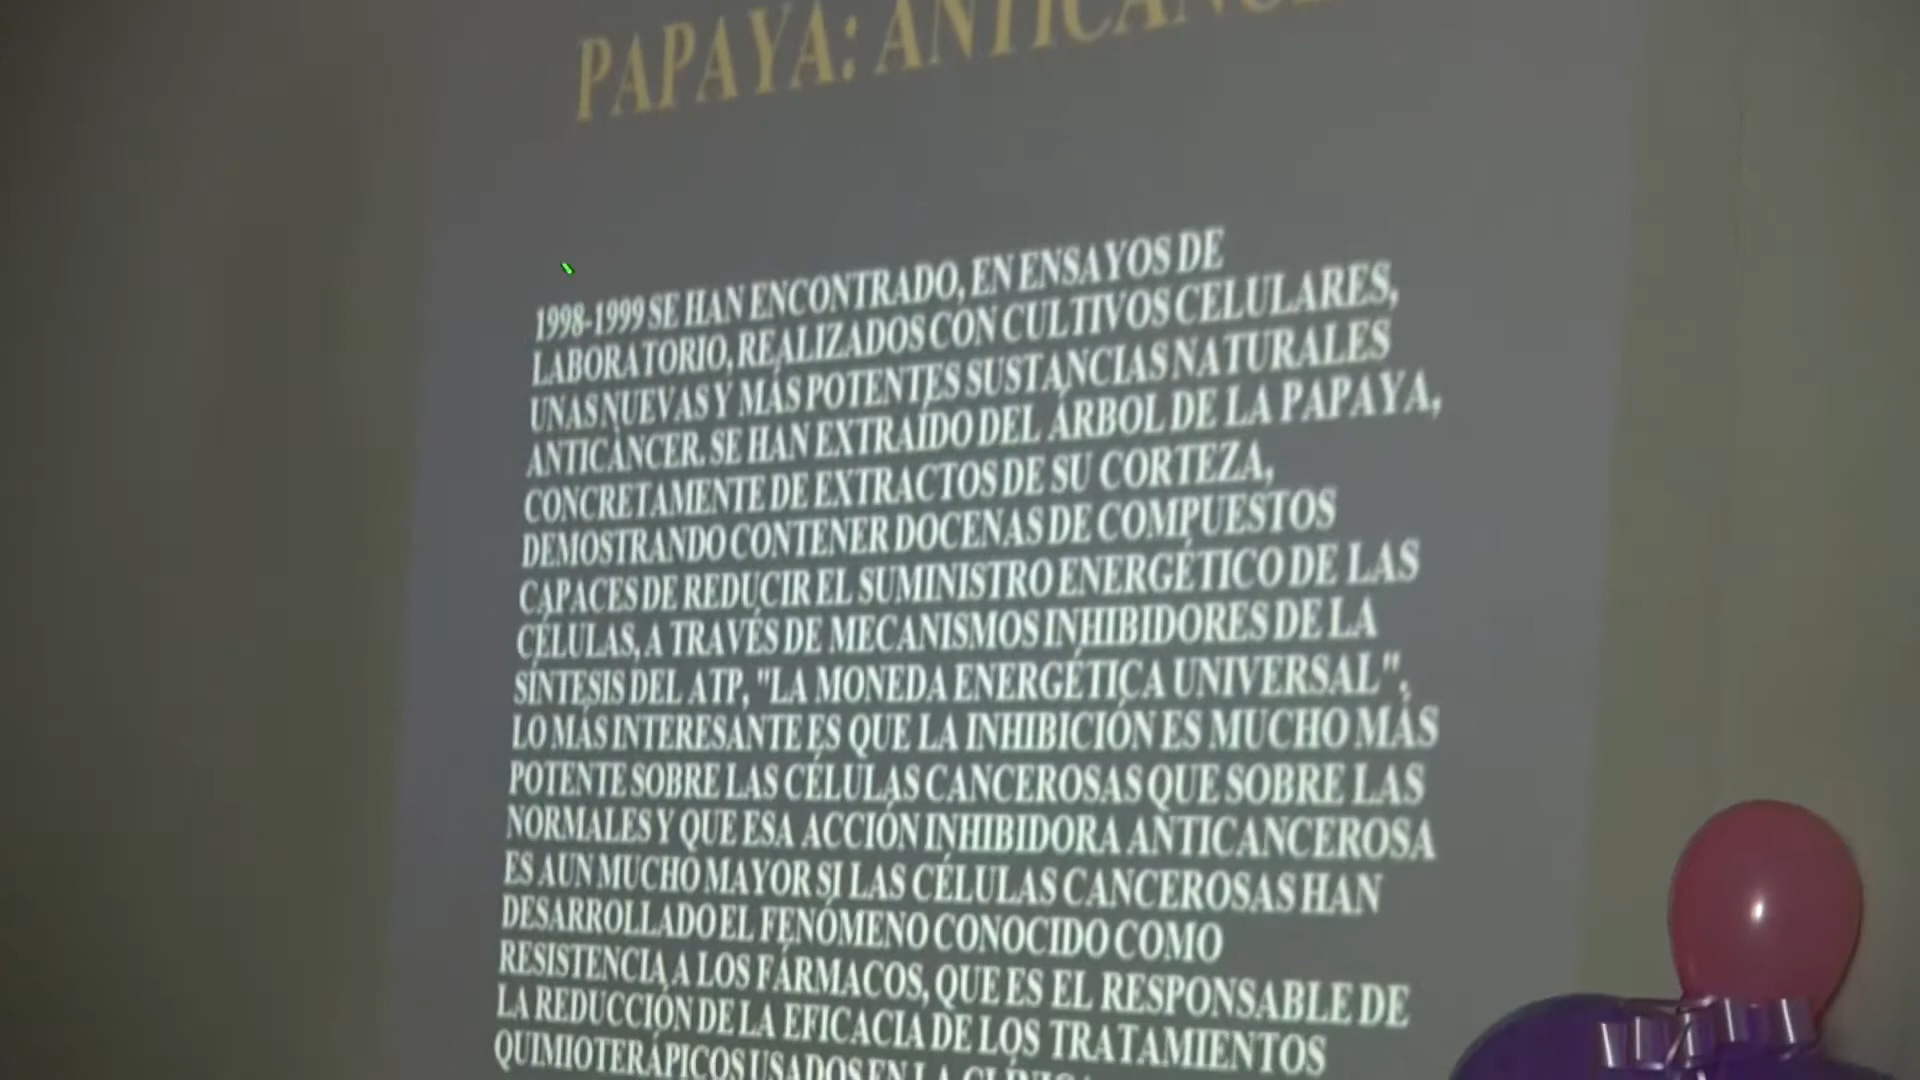 PAPAYA:
1998-1999 SE HAN ENCONTRADO, EN ENSAYOS DE
LABORATORIO, REALIZADOS CON CULTIVOS CELULARES,
UNAS NUEVAS Y MÁS POTENTES SUSTANCIAS NATURALES
ANTICÁNCER. SE HAN EXTRAÍDO DEL ÁRBOL DE LA PAPAYA,
CONCRETAMENTE DE EXTRACTOS DE SU CORTEZA,
DEMOSTRANDO CONTENER DOCENAS DE COMPUESTOS
CAPACES DE REDUCIR EL SUMINISTRO ENERGÉTICO DE LAS
CÉLULAS, A TRAVÉS DE MECANISMOS INHIBIDORES DE LA
SÍNTESIS DEL ATP, "LA MONEDA ENERGÉTICA UNIVERSAL",
LO MÁS INTERESANTE ES QUE LA INHIBICIÓN ES MUCHO MÁS
POTENTE SOBRE LAS CÉLULAS CANCEROSAS QUE SOBRE LAS
NORMALES Y QUE ESA ACCIÓN INHIBIDORA ANTICANCEROSA
ES AUN MUCHO MAYOR SI LAS CÉLULAS CANCEROSAS HAN
DESARROLLADO EL FENÓMENO CONOCIDO COMO
RESISTENCIA A LOS FÁRMACOS, QUE ES EL RESPONSABLE DE
LA REDUCCIÓN DE LA EFICACIA DE LOS TRATAMIENTOS
QUIMIOTERÁPICOS USADOS EN LA